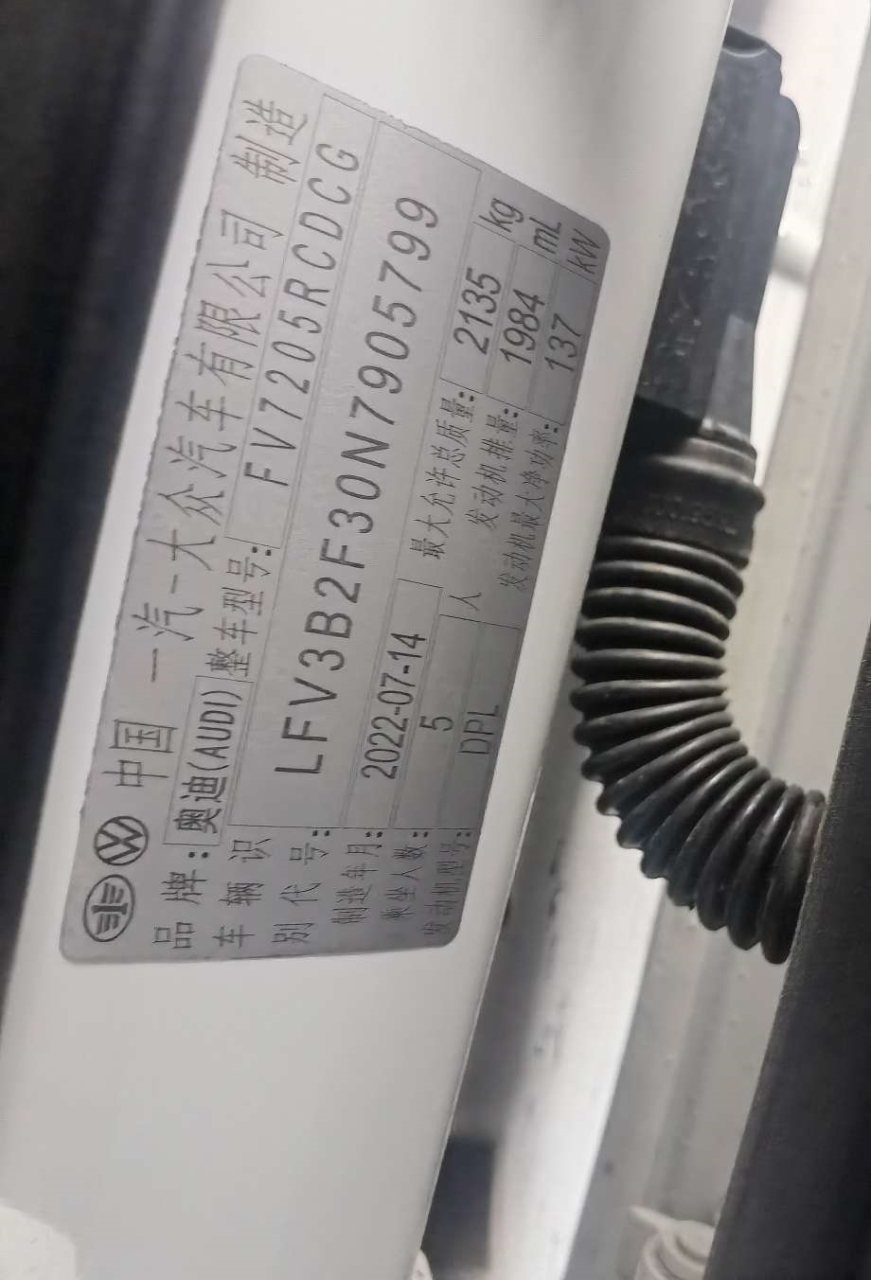 中国 一汽-大众汽车有限公司 制造
品牌: 奥迪(AUDI) 整车型号: FV7205RCDCG
车辆识别代号: LFV3B2F30N7905799
制造年月: 2022-07-14 最大允许总质量: 2135 kg
乘坐人数: 5 人 发动机排量: 1984 mL
发动机型号: DPL 发动机最大净功率: 137 kW